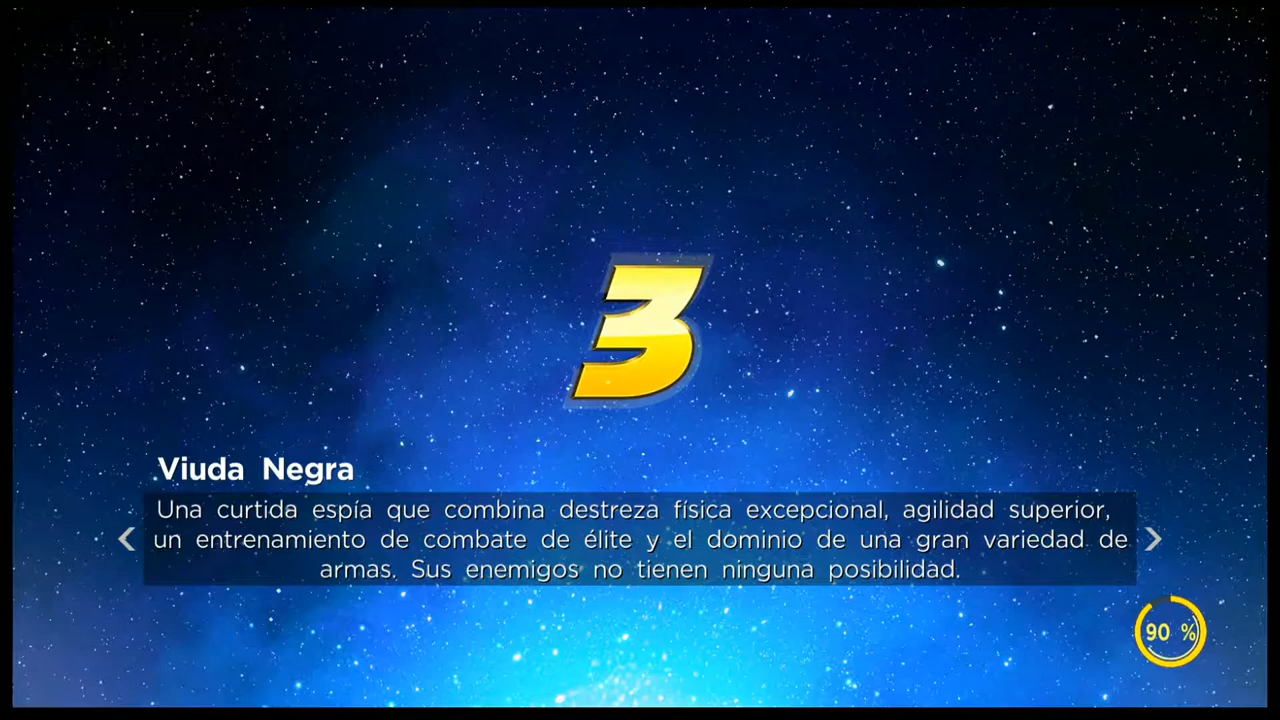 3
Viuda Negra
Una curtida espía que combina destreza física excepcional, agilidad superior,
un entrenamiento de combate de élite y el dominio de una gran variedad de
armas. Sus enemigos no tienen ninguna posibilidad.
90 %